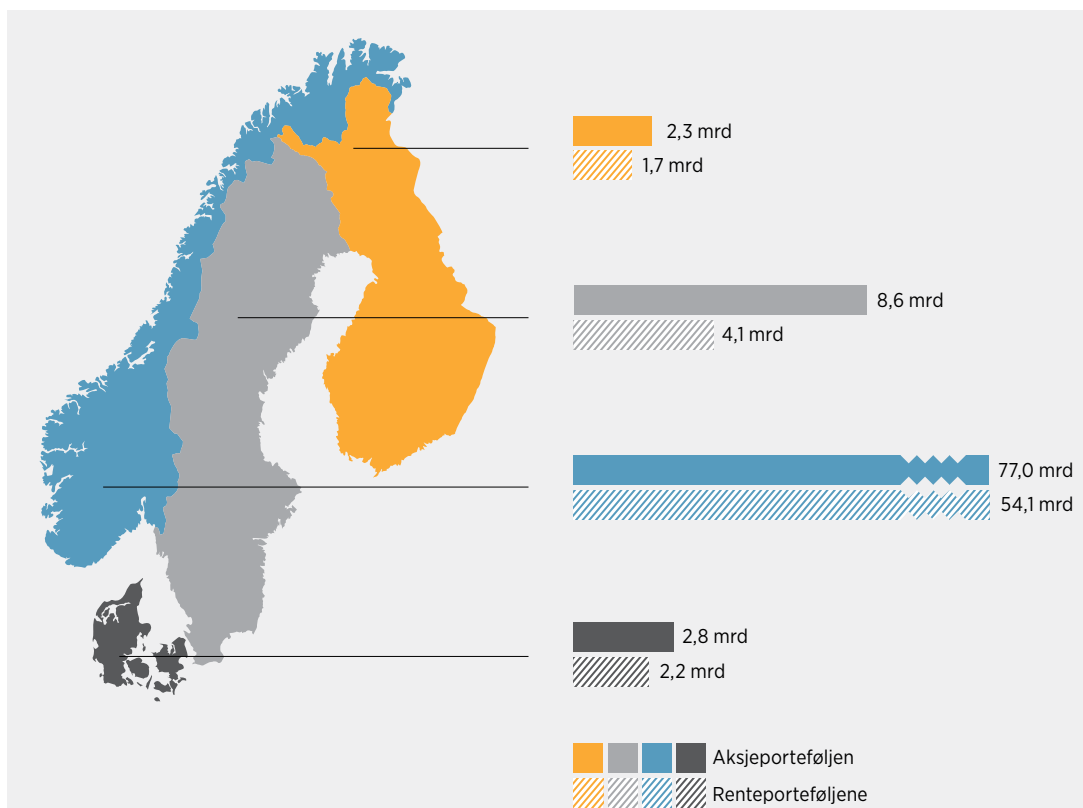 2,3 mrd
1,7 mrd
8,6 mrd
4,1 mrd
77,0 mrd
54,1 mrd
2,8 mrd
2,2 mrd
Aksjeporteføljen
Renteporteføljene